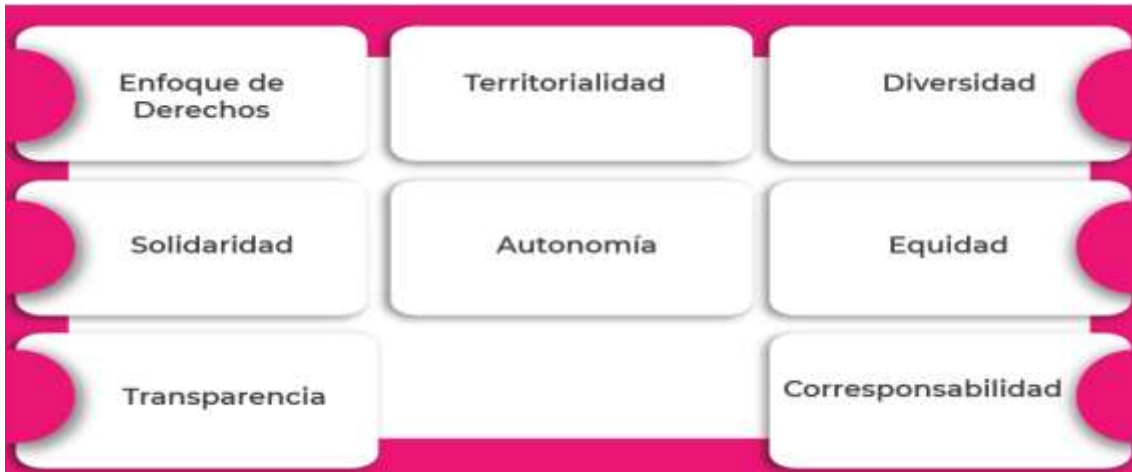 Enfoque de
Derechos
Territorialidad
Diversidad
Solidaridad
Autonomía
Equidad
Transparencia
Corresponsabilidad